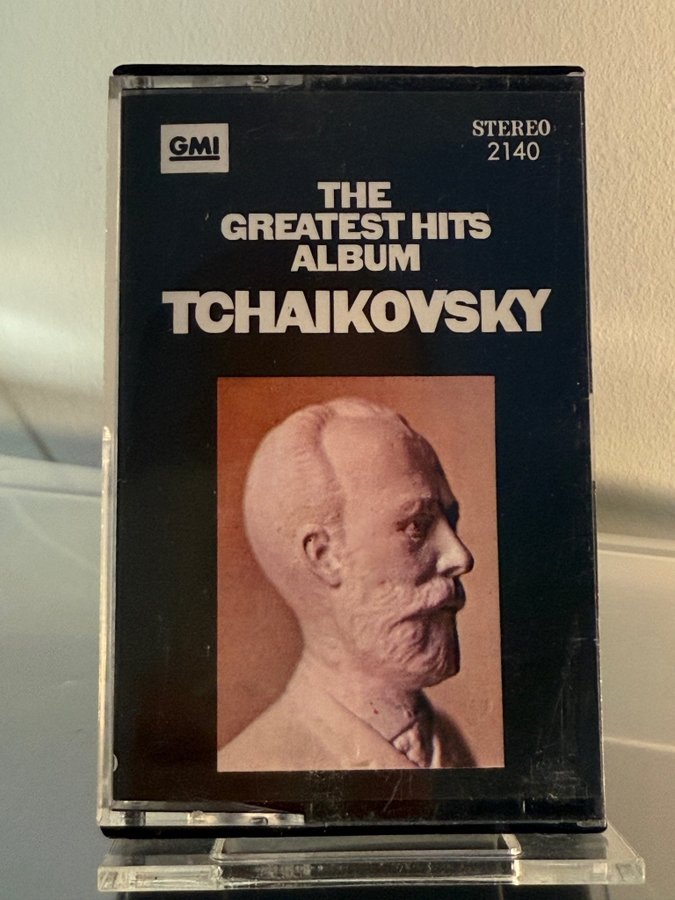 GMI
STEREO
2140
THE
GREATEST HITS
ALBUM
TCHAIKOVSKY